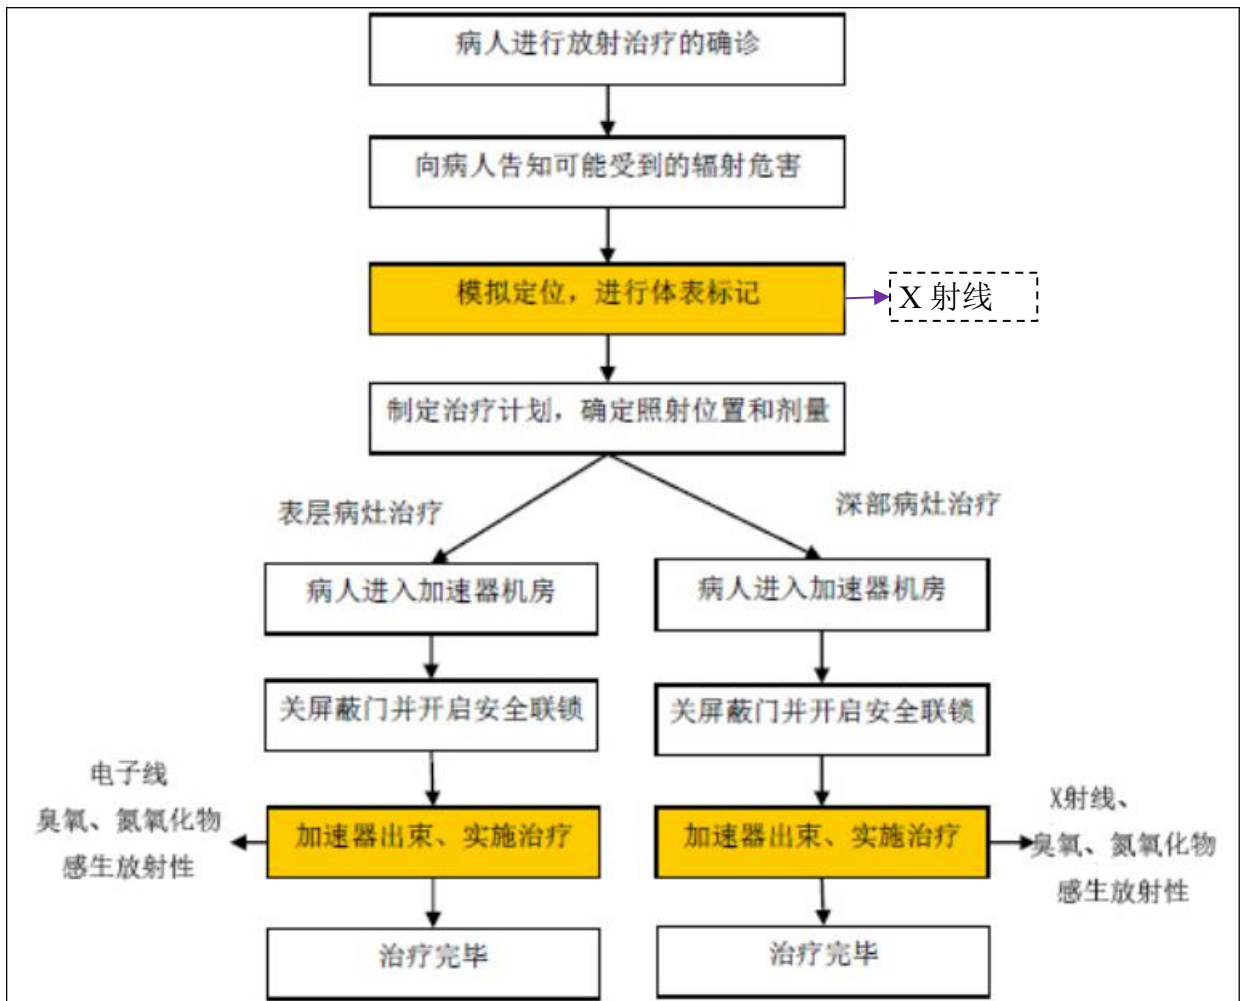 病人进行放射治疗的确诊
向病人告知可能受到的辐射危害
模拟定位，进行体表标记
X 射线
制定治疗计划，确定照射位置和剂量
表层病灶治疗
深部病灶治疗
病人进入加速器机房
病人进入加速器机房
关屏蔽门并开启安全联锁
关屏蔽门并开启安全联锁
电子线
臭氧、氮氧化物
感生放射性
加速器出束、实施治疗
加速器出束、实施治疗
X射线、
臭氧、氮氧化物
感生放射性
治疗完毕
治疗完毕